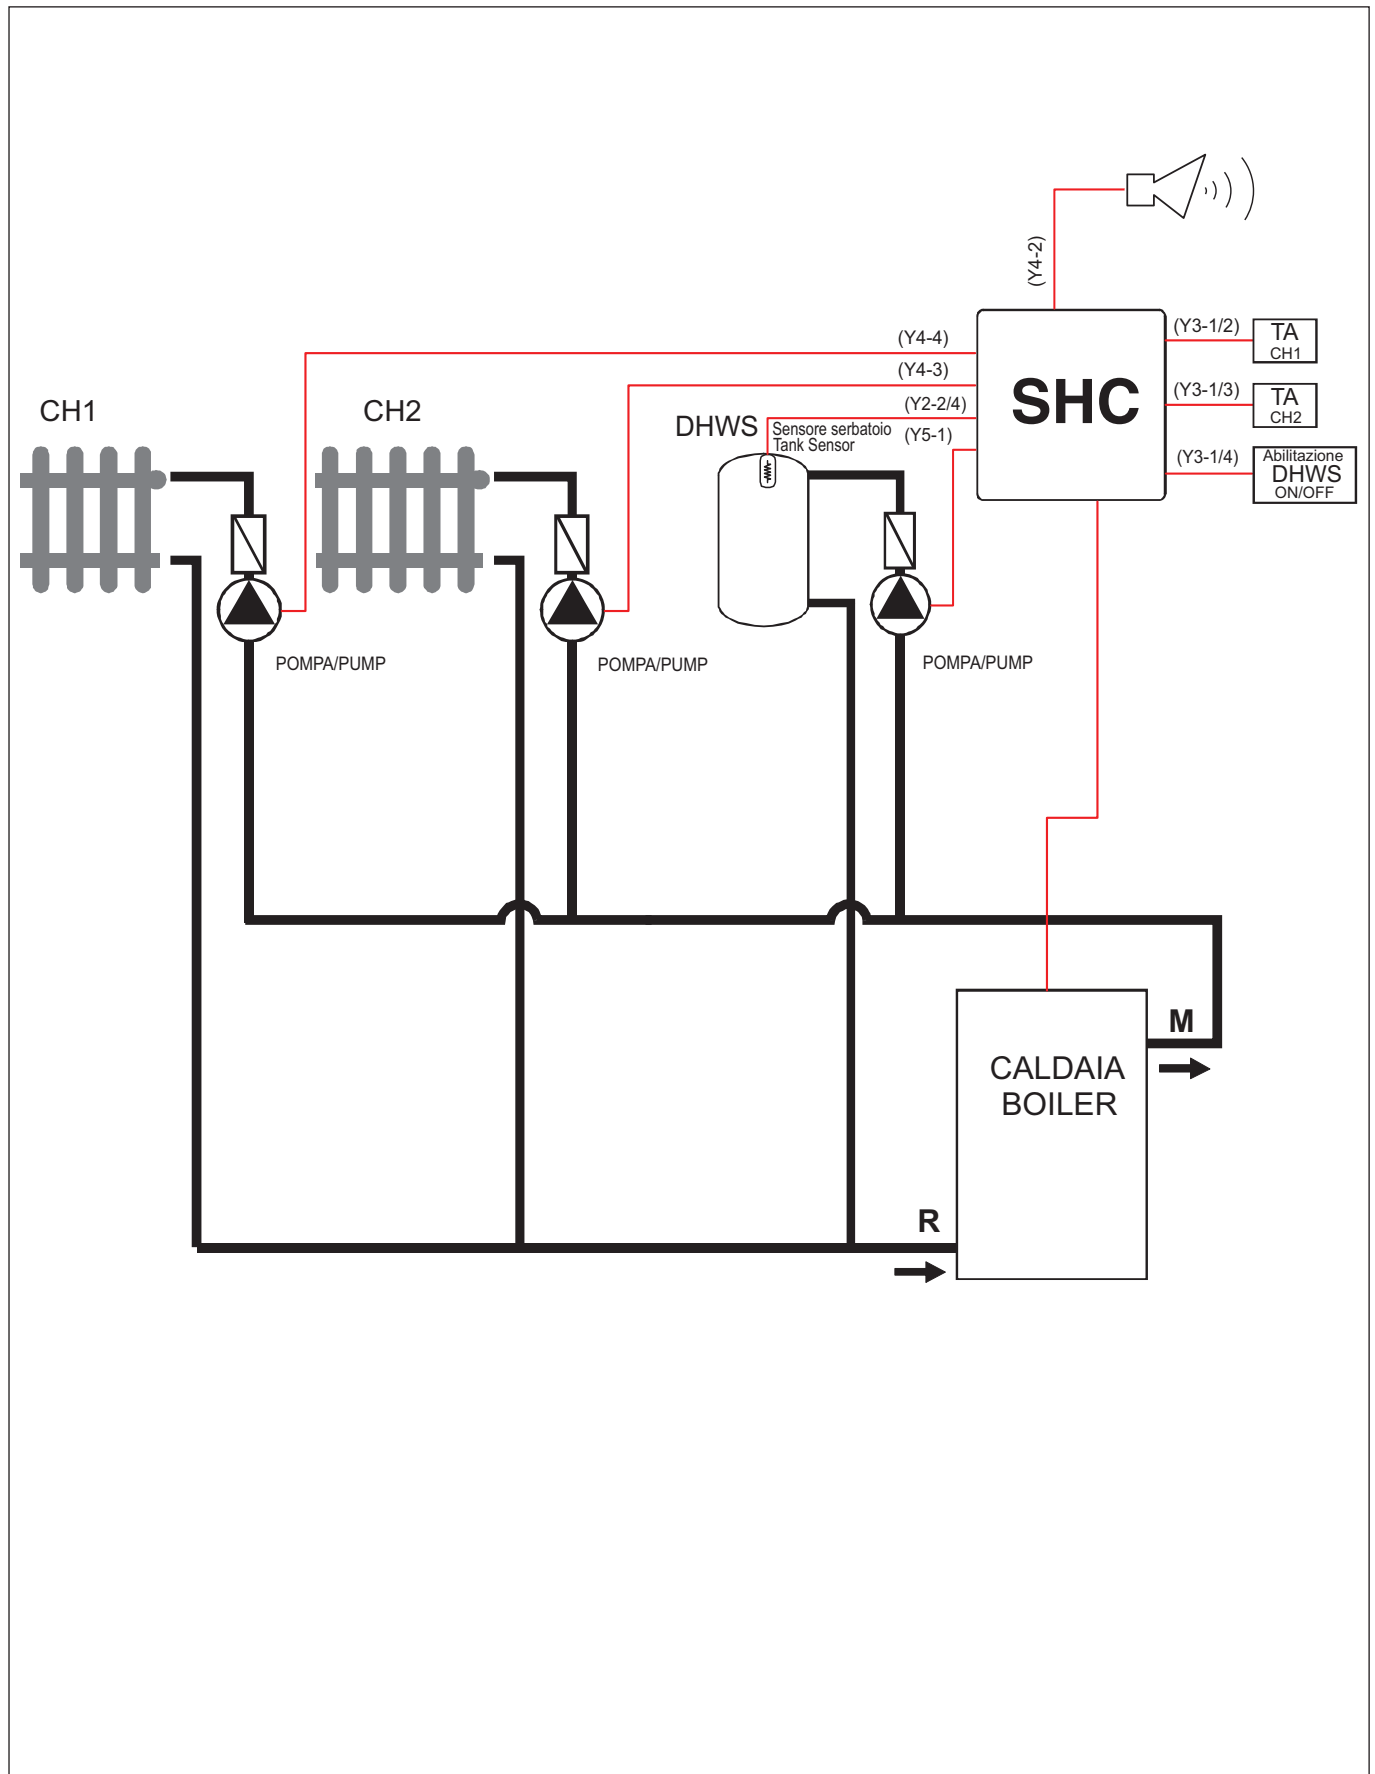 (Y4-2)
(Y4-4)
(Y3-1/2)
TA
CH1
(Y4-3)
SHC
(Y3-1/3)
TA
CH2
CH1
CH2
(Y2-2/4)
DHWS
Sensore serbatoio
Tank Sensor
(Y5-1)
(Y3-1/4)
Abilitazione
DHWS
ON/OFF
POMPA/PUMP
POMPA/PUMP
POMPA/PUMP
M
CALDAIA
BOILER
R